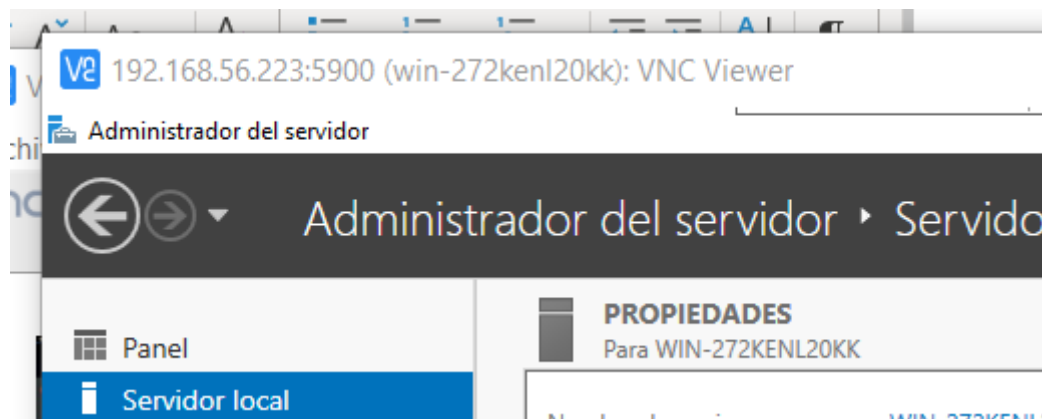 192.168.56.223:5900 (win-272kenl20kk): VNC Viewer
Administrador del servidor
Administrador del servidor ‣ Servido
PROPIEDADES
Para WIN-272KENL20KK
Panel
Servidor local